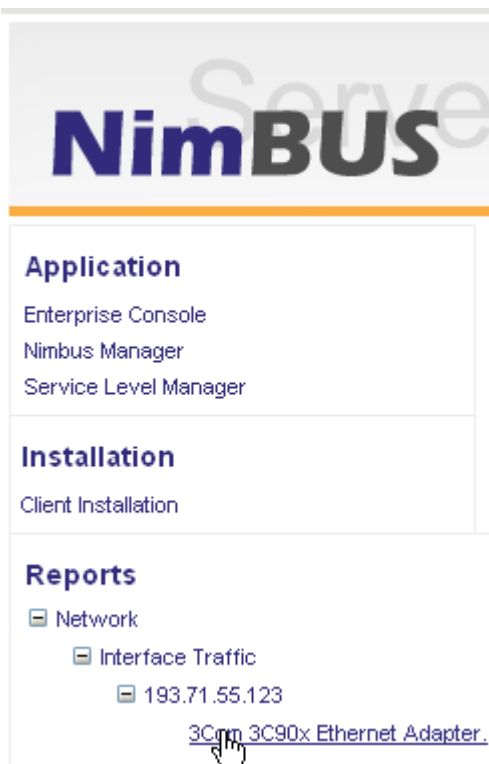 Serve
NimBUS
Application
Enterprise Console
Nimbus Manager
Service Level Manager
Installation
Client Installation
Reports
Network
Interface Traffic
193.71.55.123
3Com 3C90x Ethernet Adapter.